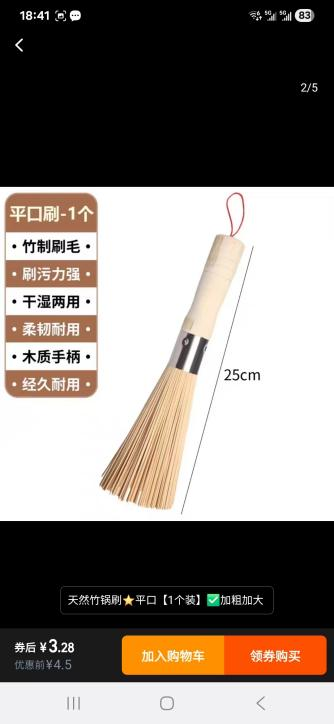 18:41
83
2/5
平口刷-1个
·竹制刷毛·
·刷污力强·
·干湿两用·
·柔韧耐用·
·木质手柄·
·经久耐用·
25cm
天然竹锅刷⭐平口【1个装】✅加粗加大
券后 ¥3.28
优惠前¥4.5
加入购物车
领券购买